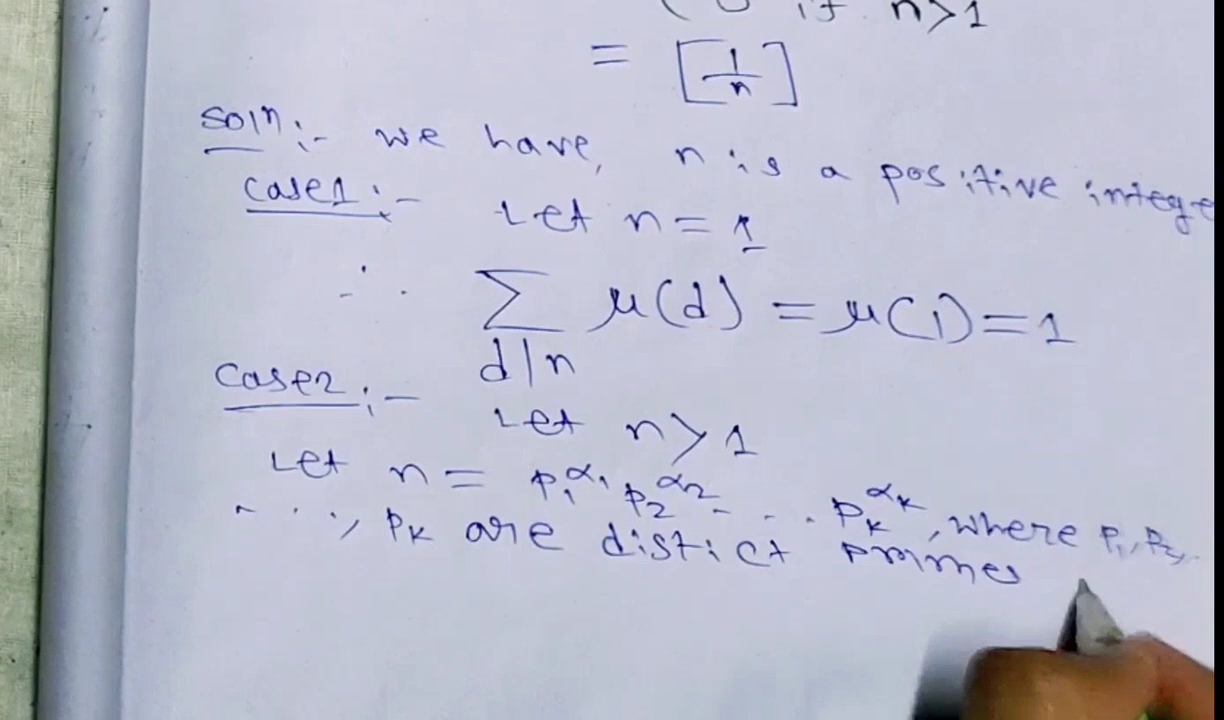 if n>1
= [1/n]
Soln:- we have, n is a positive intege
case1:- Let n = 1
∴ Σ μ(d) = μ(1) = 1
d|n
case2:- Let n>1
Let n = p₁^α₁ p₂^α₂ - - . . p_k^α_k, where p₁, p₂,..
- . . ., p_k are distict primes